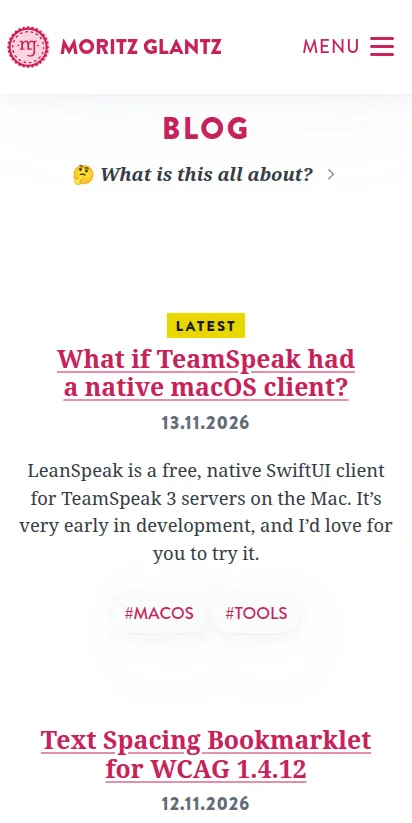 MORITZ GLANTZ
MENU
BLOG
🤔 What is this all about?
LATEST
What if TeamSpeak had
a native macOS client?
13.11.2026
LeanSpeak is a free, native SwiftUI client
for TeamSpeak 3 servers on the Mac. It’s
very early in development, and I’d love for
you to try it.
#MACOS #TOOLS
Text Spacing Bookmarklet
for WCAG 1.4.12
12.11.2026